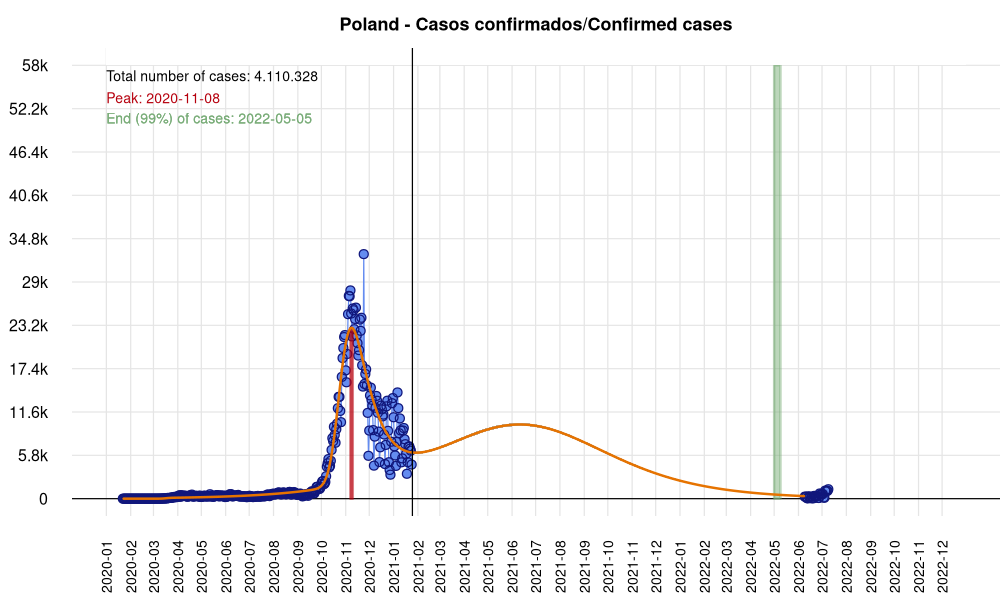 Poland - Casos confirmados/Confirmed cases
Total number of cases: 4.110.328
Peak: 2020-11-08
End (99%) of cases: 2022-05-05
58k
52.2k
46.4k
40.6k
34.8k
29k
23.2k
17.4k
11.6k
5.8k
0
2020-01
2020-02
2020-03
2020-04
2020-05
2020-06
2020-07
2020-08
2020-09
2020-10
2020-11
2020-12
2021-01
2021-02
2021-03
2021-04
2021-05
2021-06
2021-07
2021-08
2021-09
2021-10
2021-11
2021-12
2022-01
2022-02
2022-03
2022-04
2022-05
2022-06
2022-07
2022-08
2022-09
2022-10
2022-11
2022-12